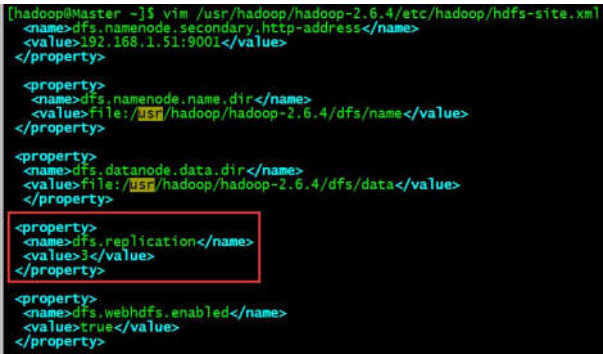 [hadoop@Master ~]$ vim /usr/hadoop/hadoop-2.6.4/etc/hadoop/hdfs-site.xml
<name>dfs.namenode.secondary.http-address</name>
<value>192.168.1.51:9001</value>
</property>
<property>
<name>dfs.namenode.name.dir</name>
<value>file:/usr/hadoop/hadoop-2.6.4/dfs/name</value>
</property>
<property>
<name>dfs.datanode.data.dir</name>
<value>file:/usr/hadoop/hadoop-2.6.4/dfs/data</value>
</property>
<property>
<name>dfs.replication</name>
<value>3</value>
</property>
<property>
<name>dfs.webhdfs.enabled</name>
<value>true</value>
</property>